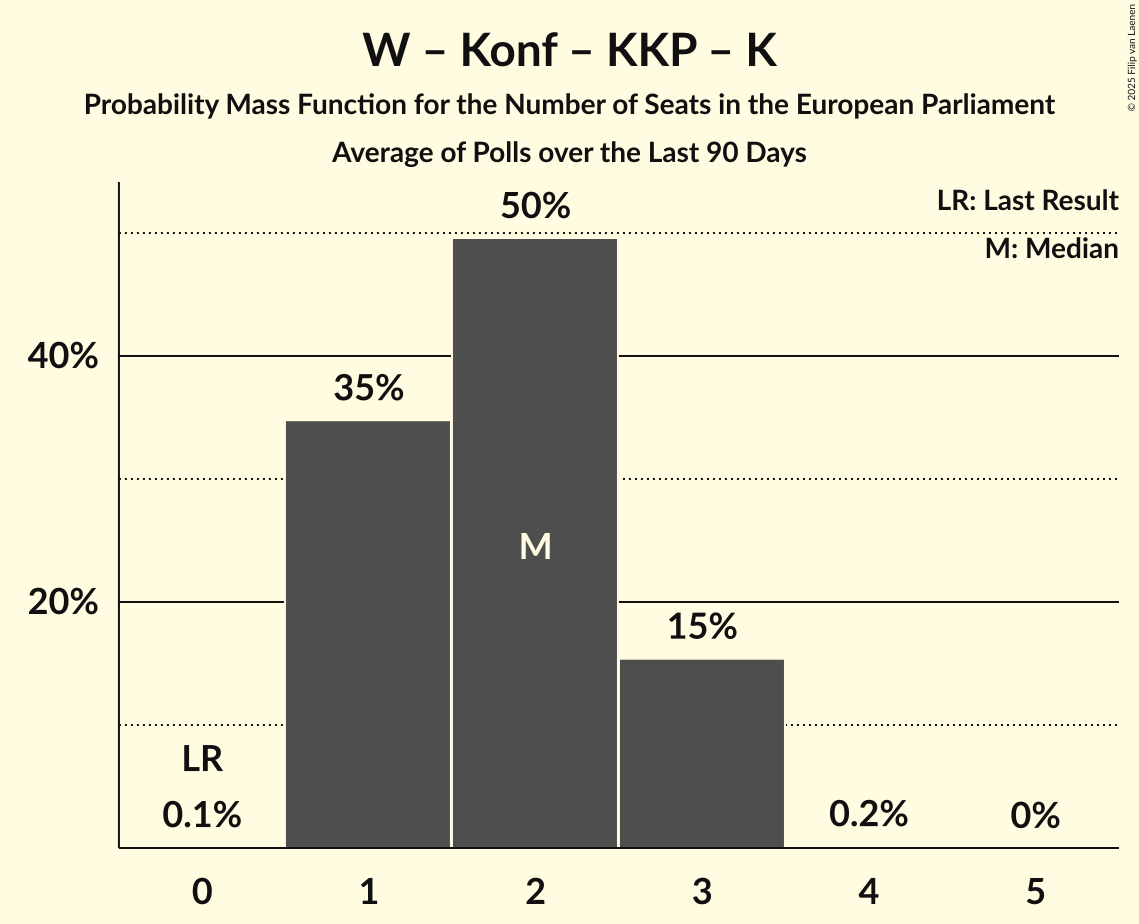 W – Konf – KKP – K
Probability Mass Function for the Number of Seats in the European Parliament
Average of Polls over the Last 90 Days
© 2025 Filip van Laenen
LR: Last Result
M: Median
50%
40%
35%
M
20%
15%
LR
0.1%
0.2%
0%
0 1 2 3 4 5